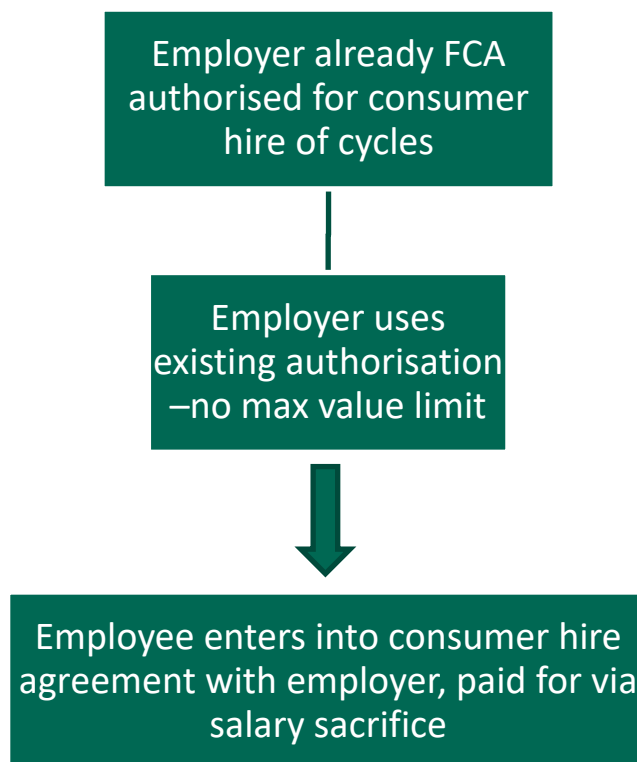 Employer already FCA
authorised for consumer
hire of cycles
Employer uses
existing authorisation
–no max value limit
Employee enters into consumer hire
agreement with employer, paid for via
salary sacrifice